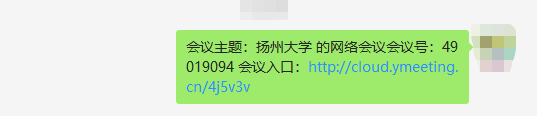 会议主题：扬州大学 的网络会议会议号：49
019094 会议入口：http://cloud.ymeeting.
cn/4j5v3v